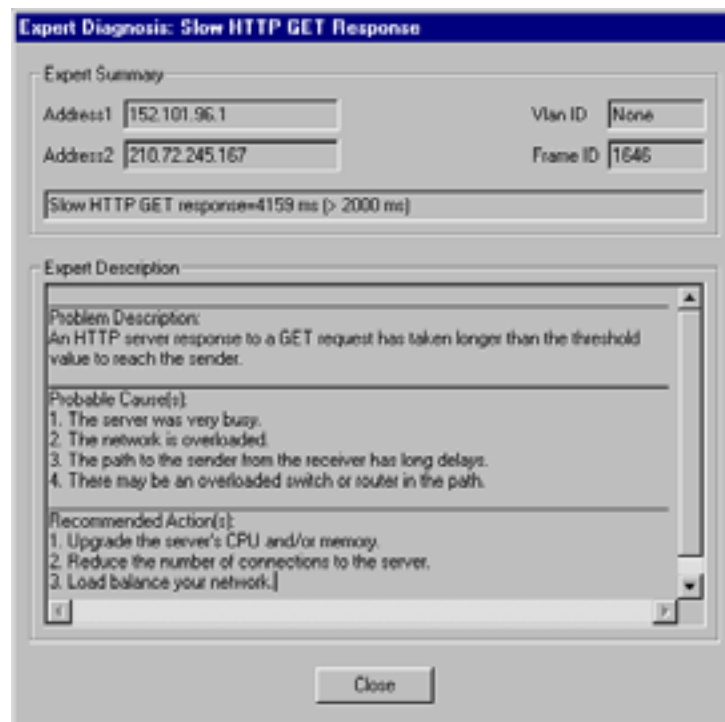 Expert Diagnosis: Slow HTTP GET Response
Expert Summary
Address1 152.101.96.1 Vlan ID None
Address2 210.72.245.167 Frame ID 1646
Slow HTTP GET response=4159 ms (> 2000 ms)
Expert Description
Problem Description:
An HTTP server response to a GET request has taken longer than the threshold
value to reach the sender.
Probable Cause(s):
1. The server was very busy.
2. The network is overloaded.
3. The path to the sender from the receiver has long delays.
4. There may be an overloaded switch or router in the path.
Recommended Action(s):
1. Upgrade the server's CPU and/or memory.
2. Reduce the number of connections to the server.
3. Load balance your network.
Close